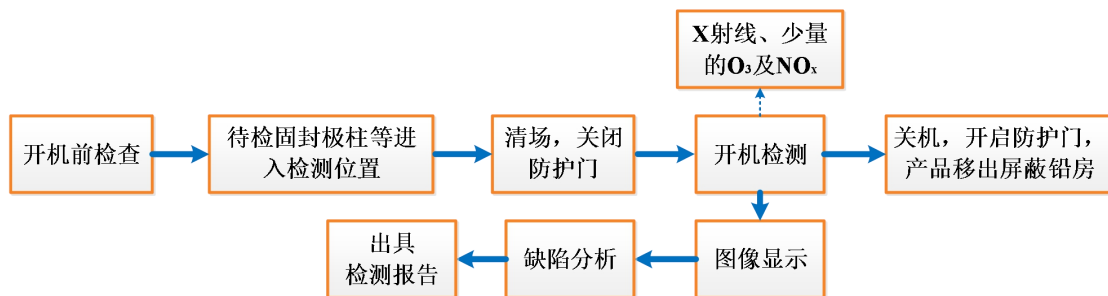 X射线、少量
的O₃及NOₓ
开机前检查
待检固封极柱等进
入检测位置
清场，关闭
防护门
开机检测
关机，开启防护门，
产品移出屏蔽铅房
出具
检测报告
缺陷分析
图像显示